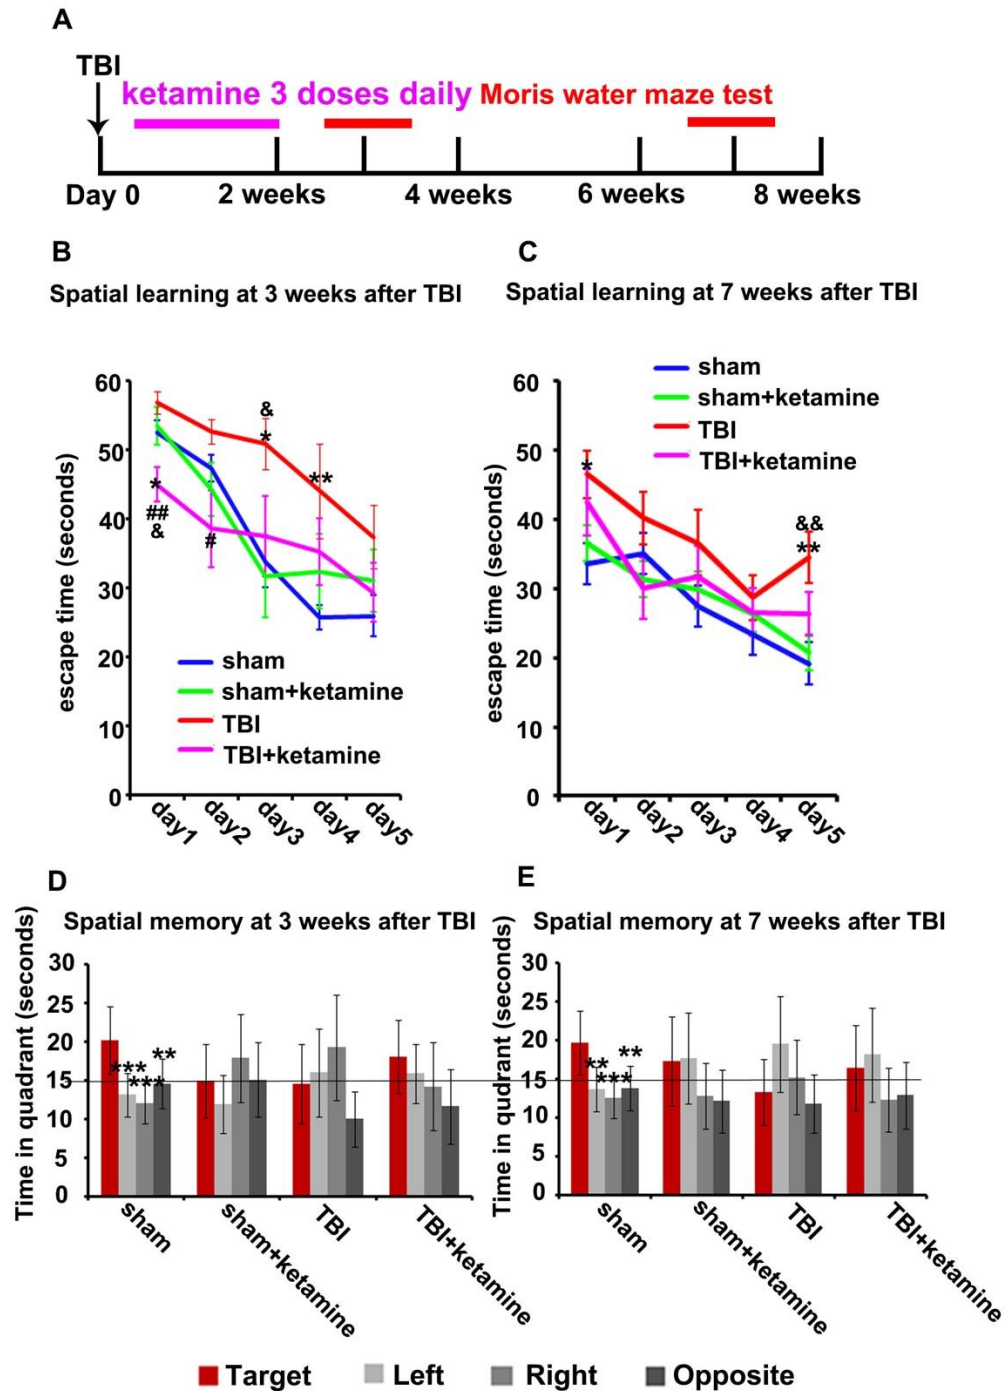 A
TBI
ketamine 3 doses daily Moris water maze test
Day 0 2 weeks 4 weeks 6 weeks 8 weeks
B
Spatial learning at 3 weeks after TBI
escape time (seconds)
60
50
40
30
20
10
0
&
*
**
*
##
&
#
sham
sham+ketamine
TBI
TBI+ketamine
day1 day2 day3 day4 day5
C
Spatial learning at 7 weeks after TBI
sham
sham+ketamine
TBI
TBI+ketamine
escape time (seconds)
60
50
40
30
20
10
0
*
&&
**
day1 day2 day3 day4 day5
D
Spatial memory at 3 weeks after TBI
Time in quadrant (seconds)
30
25
20
15
10
5
0
***
***
**
sham sham+ketamine TBI TBI+ketamine
E
Spatial memory at 7 weeks after TBI
Time in qudrant (seconds)
30
25
20
15
10
5
0
**
***
**
sham sham+ketamine TBI TBI+ketamine
Target Left Right Opposite